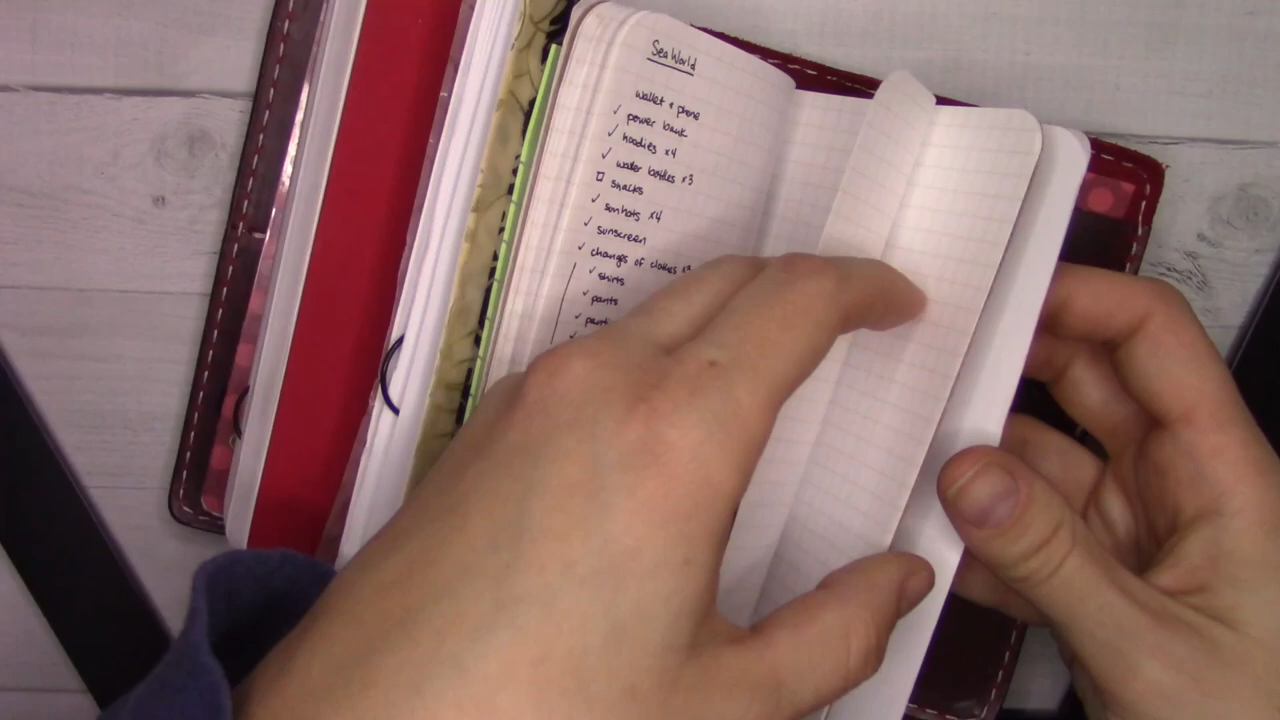 Sea World
wallet & phone
✓ power bank
✓ hoodies x4
✓ water bottles x3
☐ snacks
✓ sunhats x4
✓ sunscreen
✓ changes of clothes x3
✓ shirts
✓ pants
✓
✓